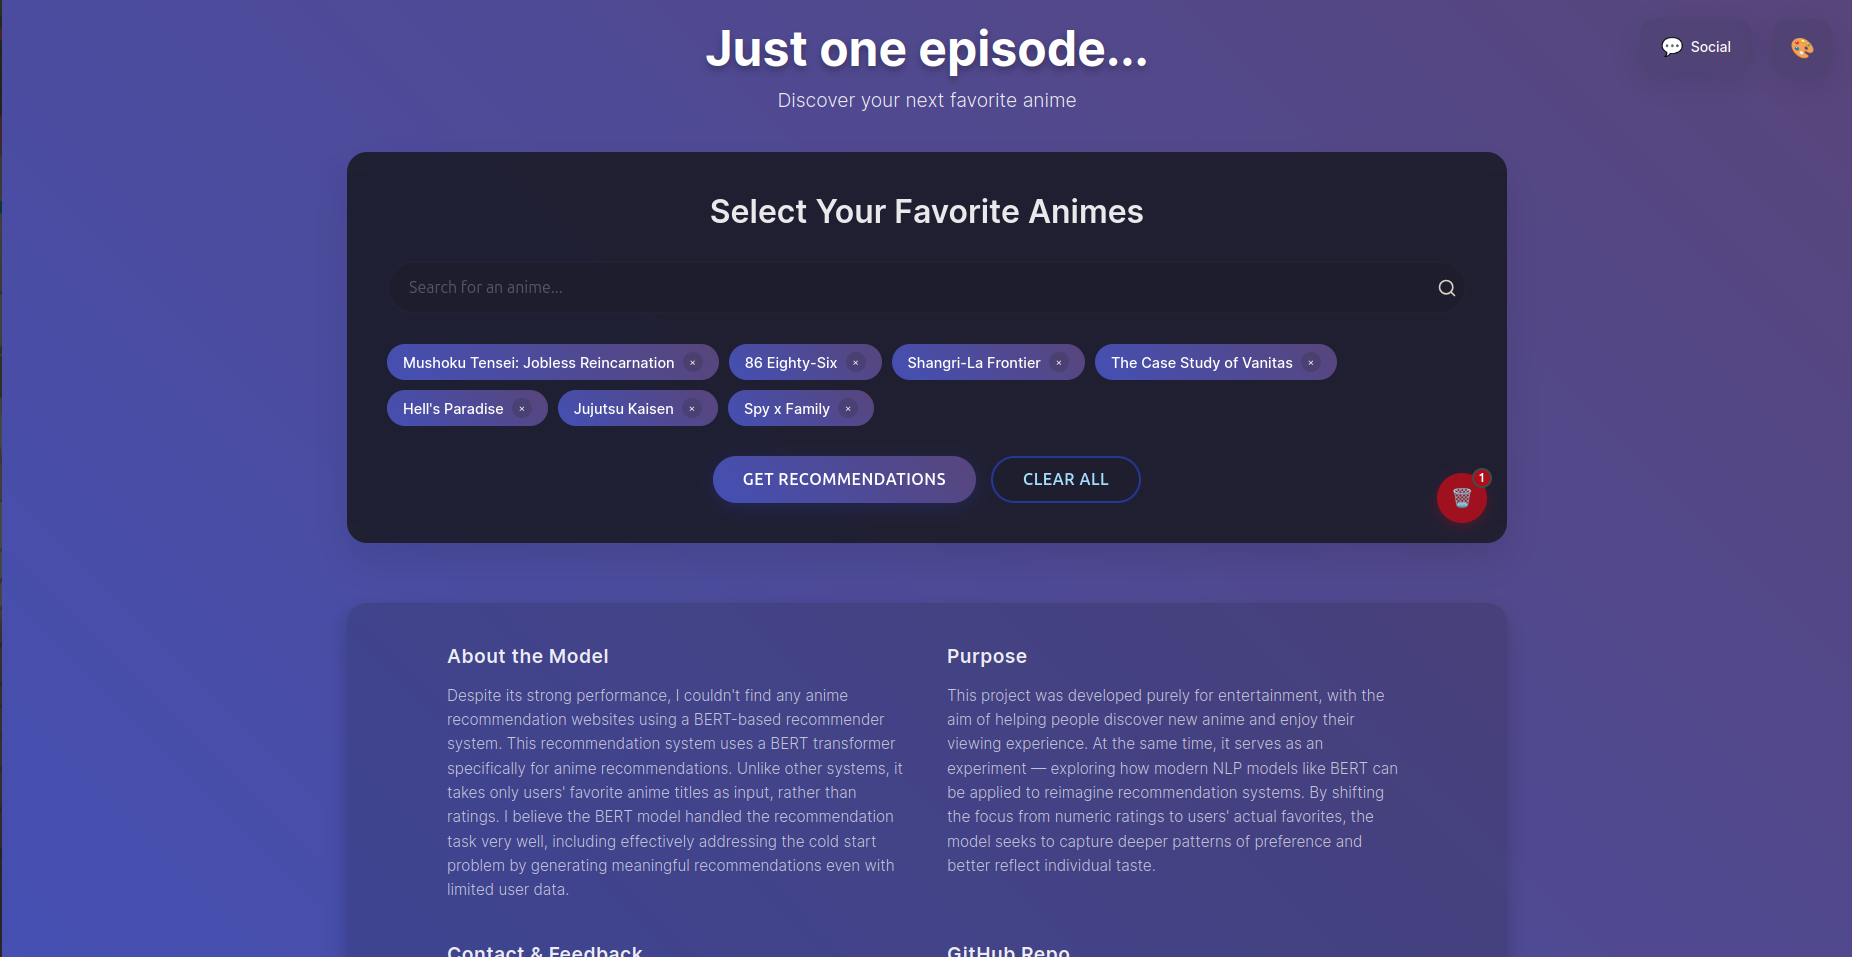 Just one episode...
Discover your next favorite anime
💬 Social
Select Your Favorite Animes
Search for an anime...
Mushoku Tensei: Jobless Reincarnation × 86 Eighty-Six × Shangri-La Frontier × The Case Study of Vanitas ×
Hell's Paradise × Jujutsu Kaisen × Spy x Family ×
GET RECOMMENDATIONS CLEAR ALL
1
About the Model
Despite its strong performance, I couldn't find any anime
recommendation websites using a BERT-based recommender
system. This recommendation system uses a BERT transformer
specifically for anime recommendations. Unlike other systems, it
takes only users' favorite anime titles as input, rather than
ratings. I believe the BERT model handled the recommendation
task very well, including effectively addressing the cold start
problem by generating meaningful recommendations even with
limited user data.
Purpose
This project was developed purely for entertainment, with the
aim of helping people discover new anime and enjoy their
viewing experience. At the same time, it serves as an
experiment — exploring how modern NLP models like BERT can
be applied to reimagine recommendation systems. By shifting
the focus from numeric ratings to users' actual favorites, the
model seeks to capture deeper patterns of preference and
better reflect individual taste.
Contact & Feedback
GitHub Repo